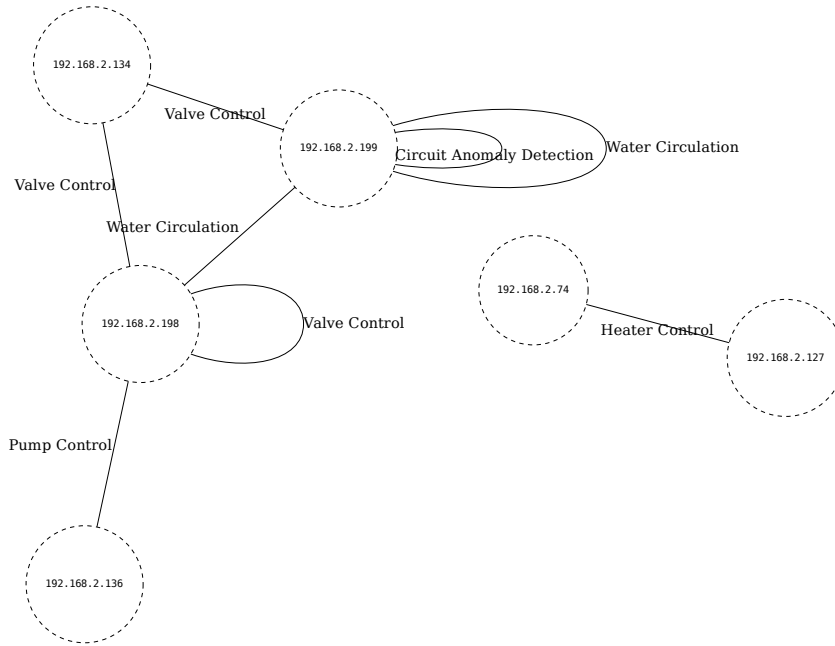 192.168.2.134
Valve Control
192.168.2.199
Circuit Anomaly Detection
Water Circulation
Valve Control
Water Circulation
192.168.2.74
192.168.2.198
Valve Control
Heater Control
192.168.2.127
Pump Control
192.168.2.136